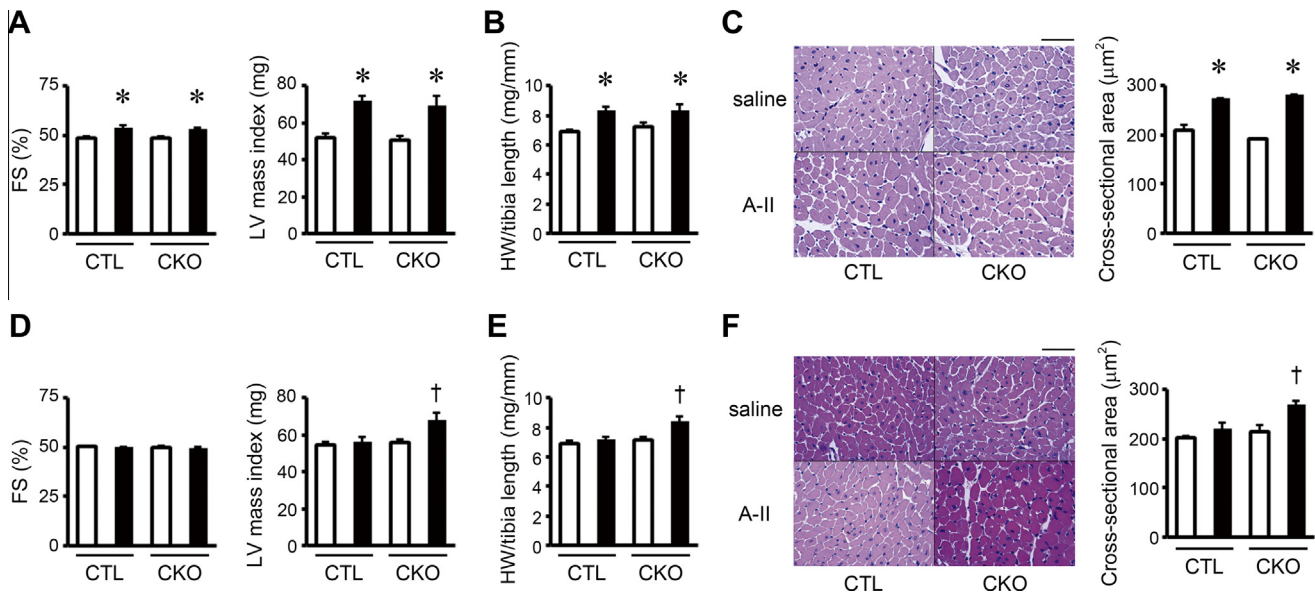 A
FS (%)
75
50
25
0
*
*
CTL
CKO
LV mass index (mg)
80
60
40
20
0
*
*
CTL
CKO
B
HW/tibia length (mg/mm)
10
8
6
4
2
0
*
*
CTL
CKO
C
saline
A-II
CTL
CKO
Cross-sectional area (μm²)
300
200
100
0
*
*
CTL
CKO
D
FS (%)
75
50
25
0
CTL
CKO
LV mass index (mg)
80
60
40
20
0
†
CTL
CKO
E
HW/tibia length (mg/mm)
10
8
6
4
2
0
†
CTL
CKO
F
saline
A-II
CTL
CKO
Cross-sectional area (μm²)
300
200
100
0
†
CTL
CKO